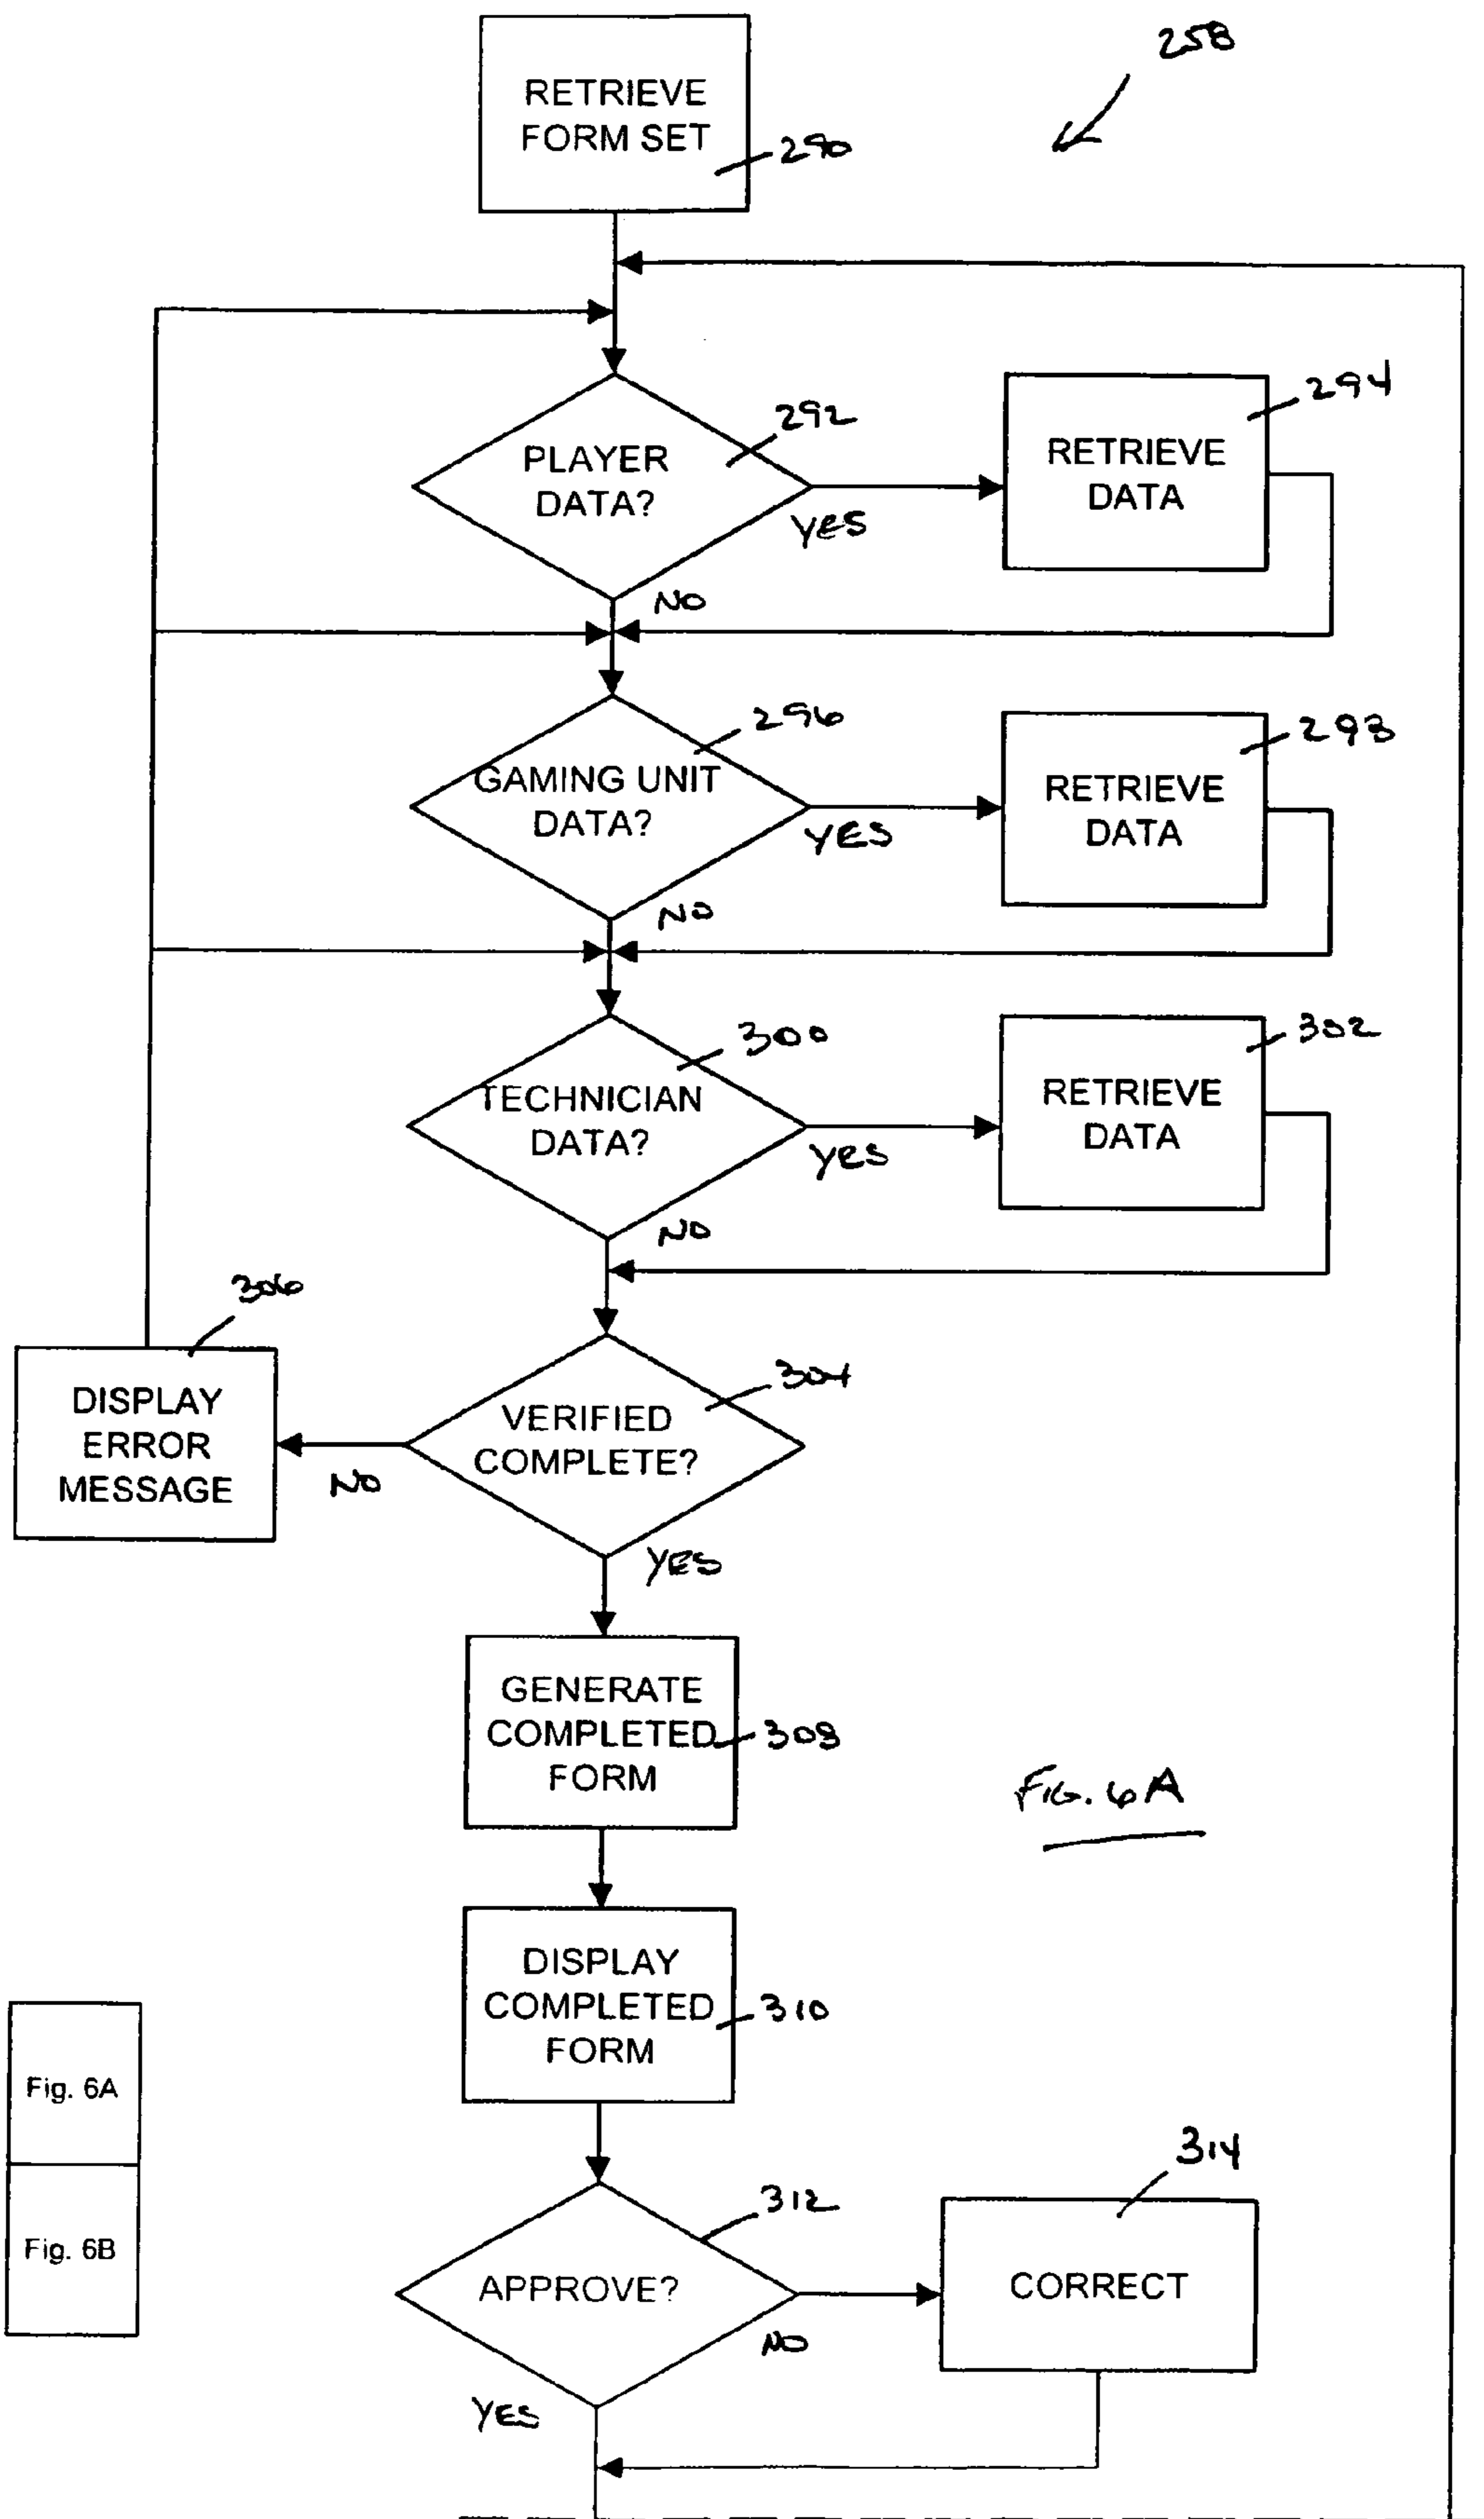 258
RETRIEVE
FORM SET
290
292
PLAYER
DATA?
YES
NO
294
RETRIEVE
DATA
296
GAMING UNIT
DATA?
YES
NO
298
RETRIEVE
DATA
300
TECHNICIAN
DATA?
YES
NO
302
RETRIEVE
DATA
306
DISPLAY
ERROR
MESSAGE
304
VERIFIED
COMPLETE?
NO
YES
GENERATE
COMPLETED
FORM
308
FIG. 6A
DISPLAY
COMPLETED
FORM
310
Fig. 6A
Fig. 6B
312
APPROVE?
NO
YES
314
CORRECT